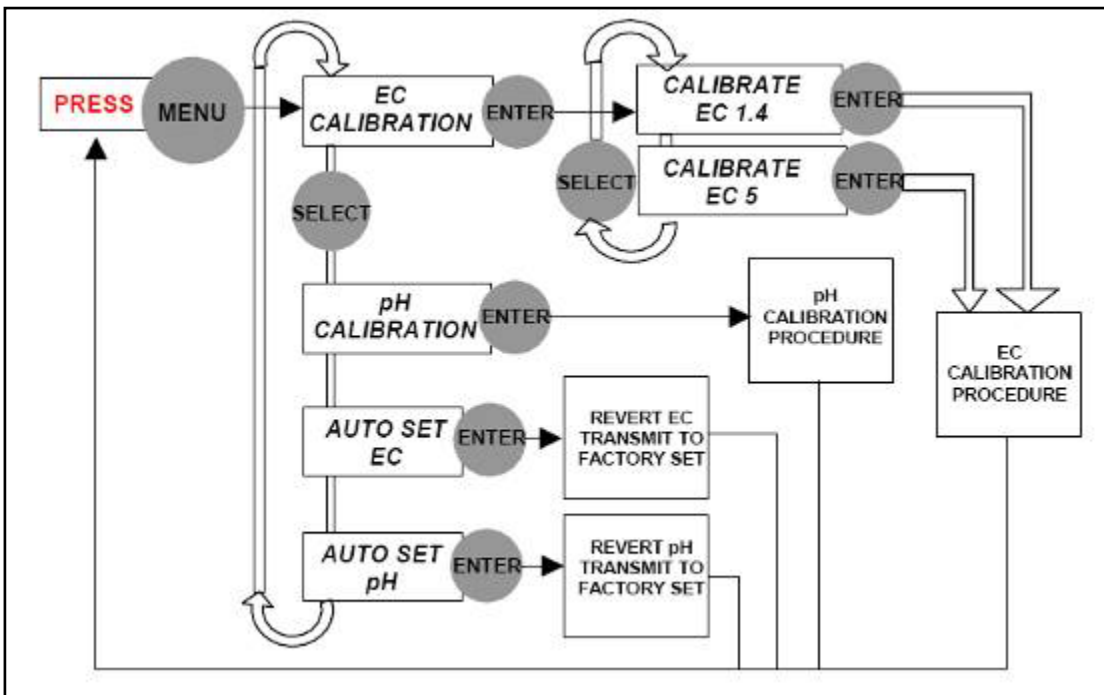 PRESS
MENU
EC
CALIBRATION
ENTER
CALIBRATE
EC 1.4
ENTER
SELECT
CALIBRATE
EC 5
ENTER
SELECT
pH
CALIBRATION
ENTER
pH
CALIBRATION
PROCEDURE
EC
CALIBRATION
PROCEDURE
AUTO SET
EC
ENTER
REVERT EC
TRANSMIT TO
FACTORY SET
AUTO SET
pH
ENTER
REVERT pH
TRANSMIT TO
FACTORY SET